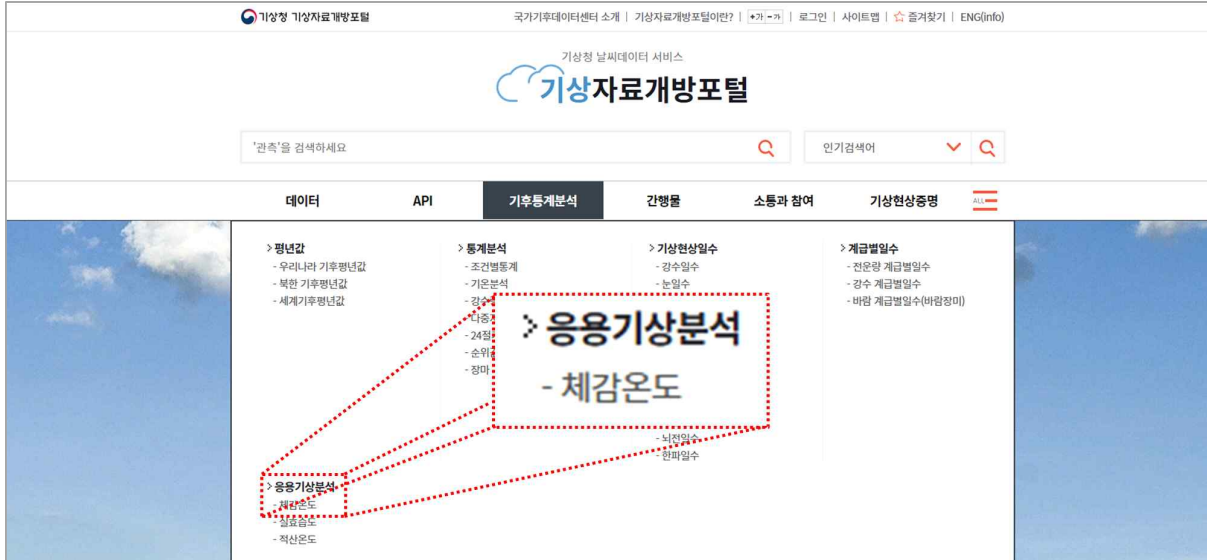 기상청 기상자료개방포털
국가기후데이터센터 소개 | 기상자료개방포털이란? | +가 -가 | 로그인 | 사이트맵 | 즐겨찾기 | ENG(info)
기상청 날씨데이터 서비스
기상자료개방포털
'관측'을 검색하세요
인기검색어
데이터 API 기후통계분석 간행물 소통과 참여 기상현상증명 ALL
> 평년값
- 우리나라 기후평년값
- 북한 기후평년값
- 세계기후평년값
> 통계분석
- 조건별통계
- 기온분석
- 24절
- 장마
> 기상현상일수
- 강수일수
- 눈일수
- 뇌전일수
- 한파일수
> 계급별일수
- 전운량 계급별일수
- 강수 계급별일수
- 바람 계급별일수(바람장미)
> 응용기상분석
- 체감온도
> 응용기상분석
- 체감온도
- 실효습도
- 적산온도